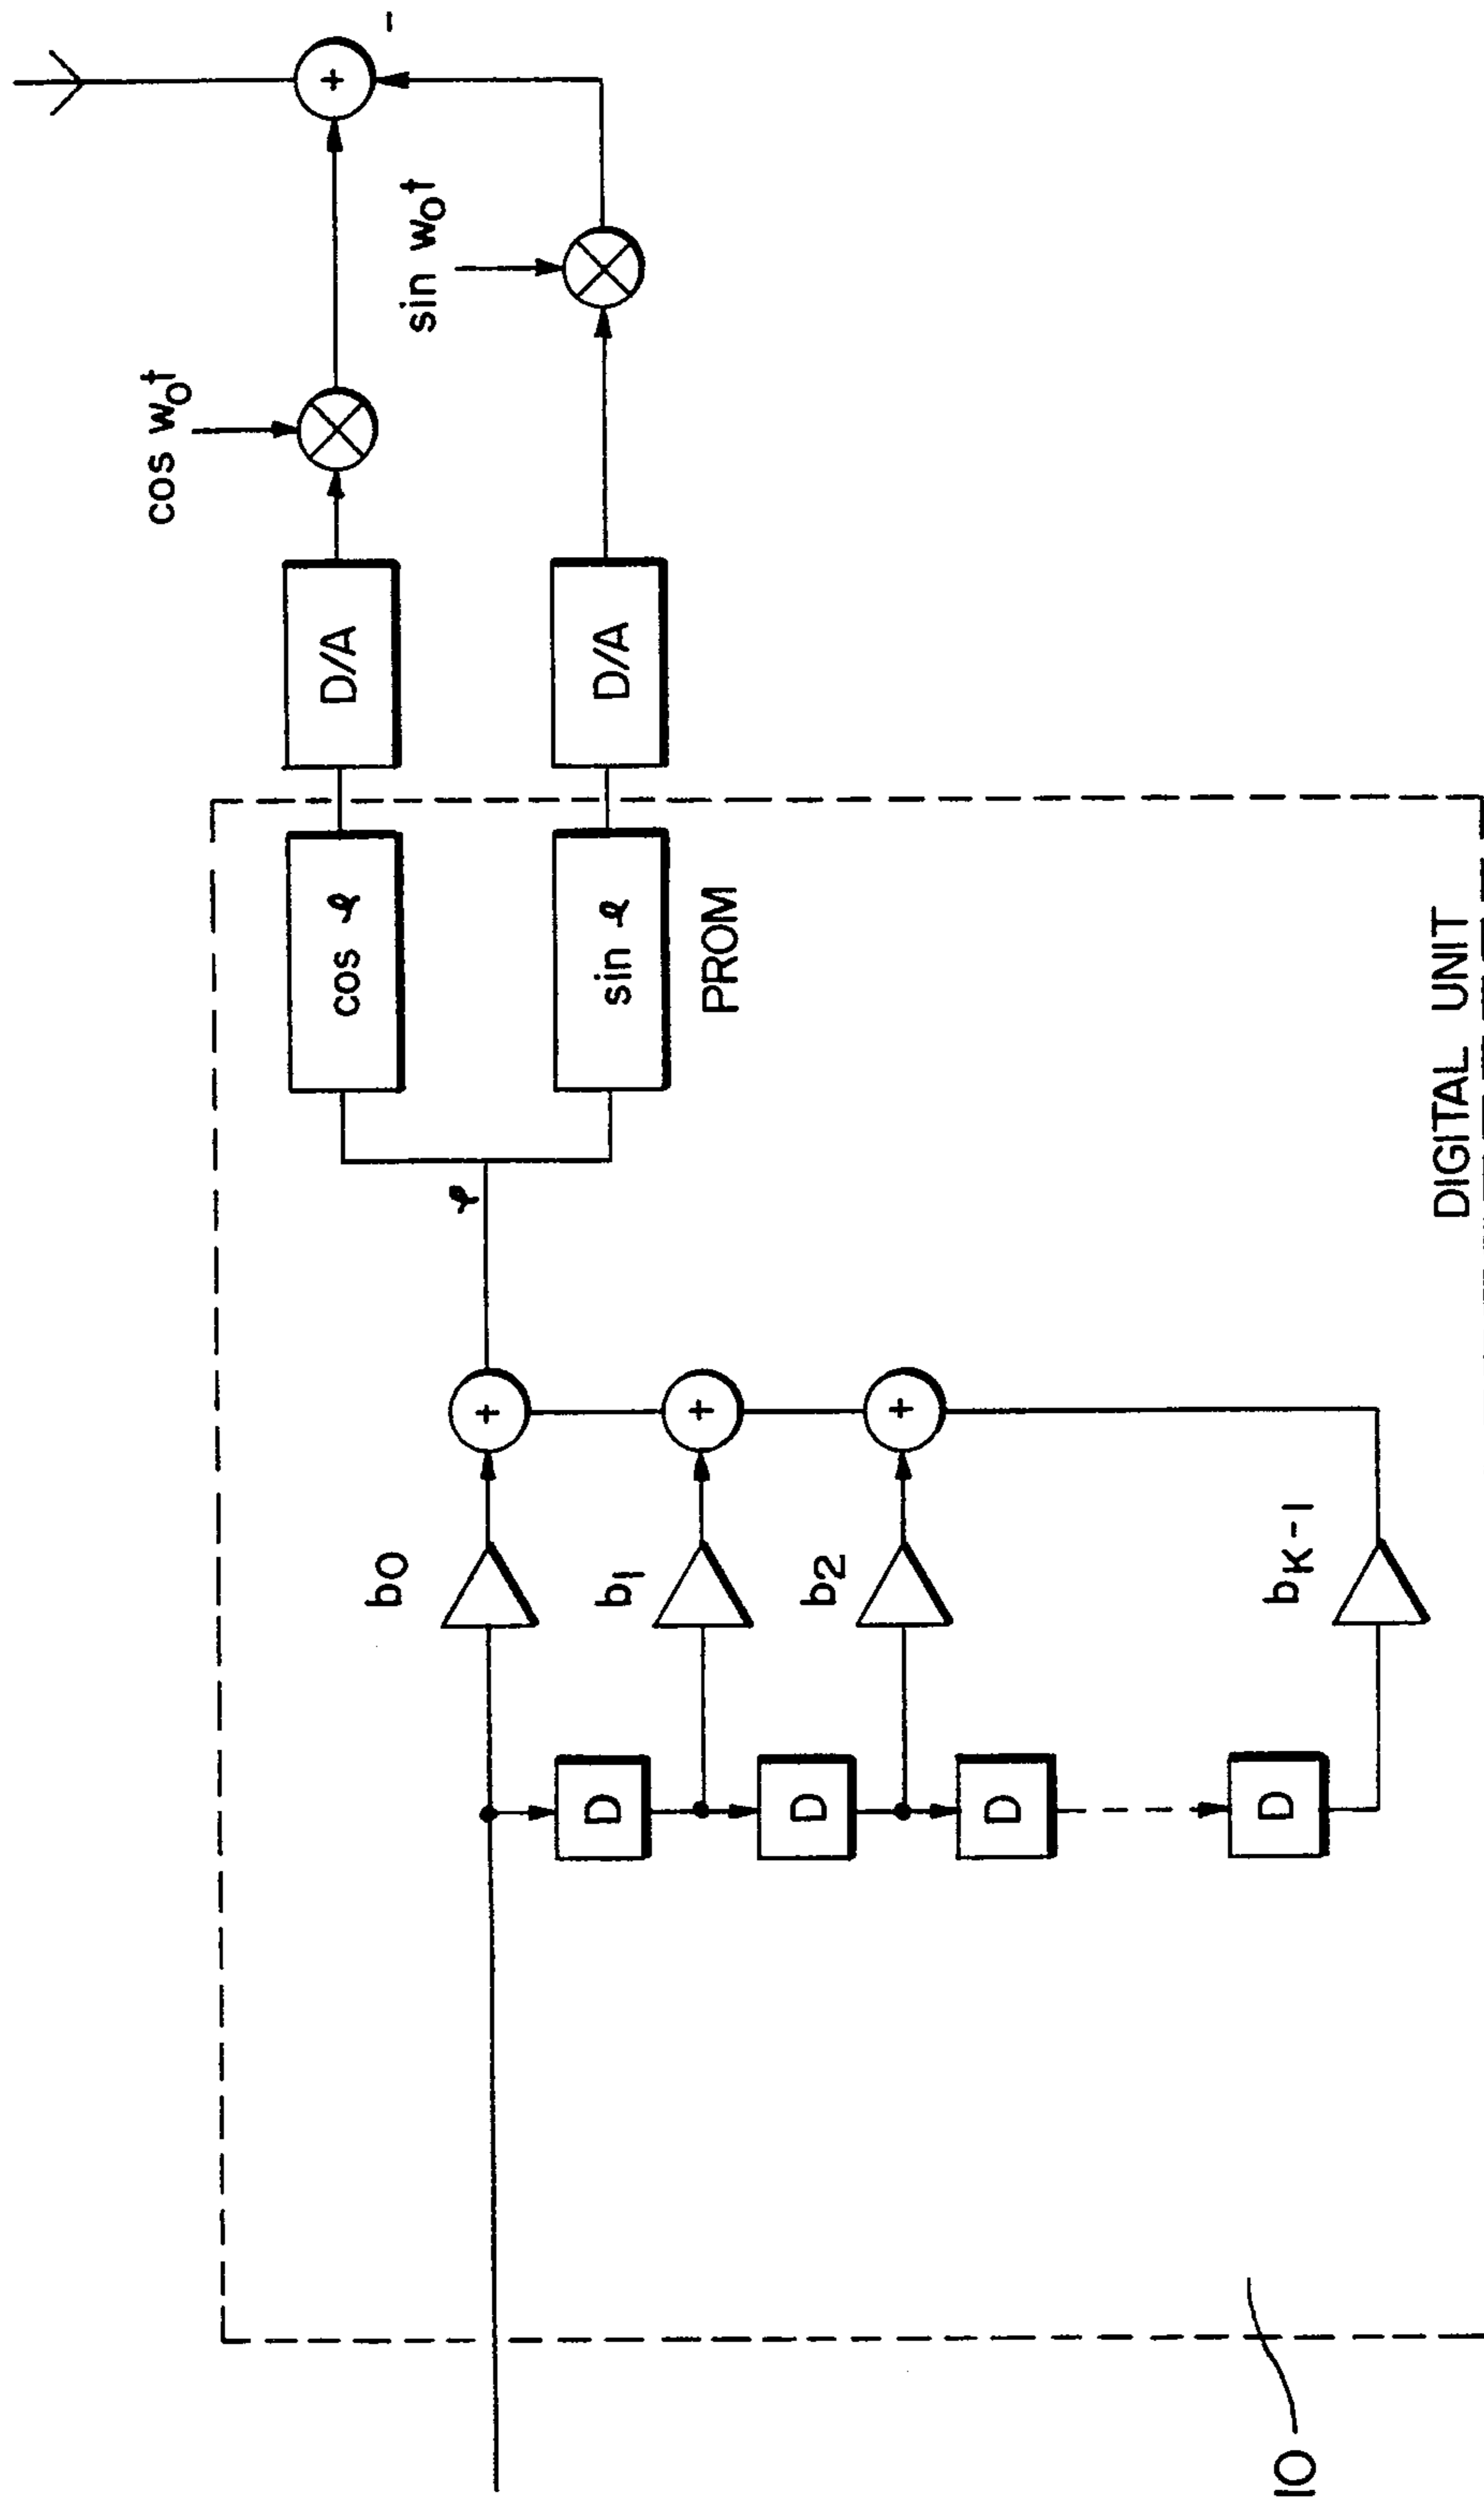 cos w₀t
-
sin w₀t
+
cos φ
D/A
sin φ
D/A
PROM
φ
b0
+
b1
+
b2
+
bK-1
D
D
D
D
DIGITAL UNIT
10